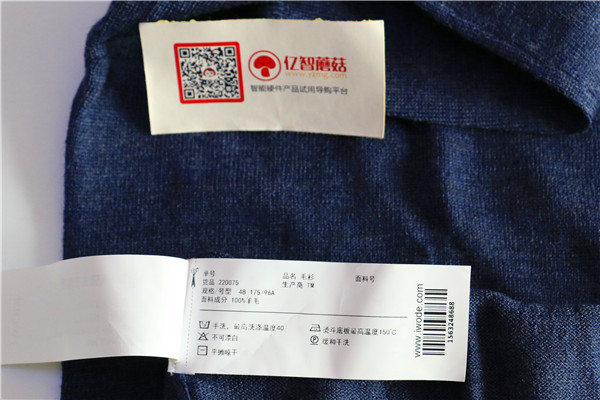 亿智蘑菇
www.yzmg.com
智能硬件产品试用导购平台
单号
货品 220075
品名 毛衫
面料号
规格/号型 48 175/96A
生产商 TM
面料成分 100%羊毛
手洗，最高洗涤温度40°
熨斗底板最高温度150℃
不可漂白
缓和干洗
平摊晾干
www.iwode.com
1563248688